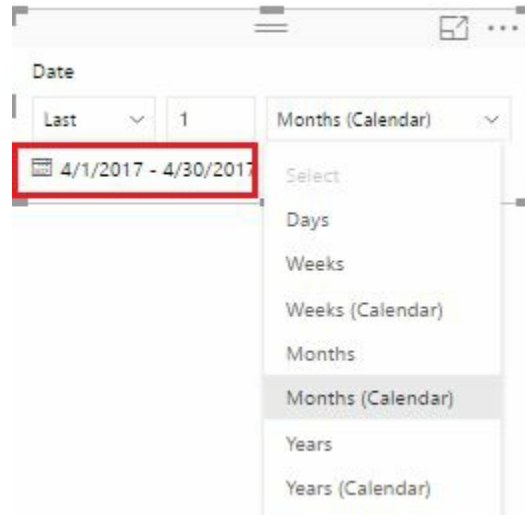 Date
Last 1 Months (Calendar)
4/1/2017 - 4/30/2017
Select
Days
Weeks
Weeks (Calendar)
Months
Months (Calendar)
Years
Years (Calendar)